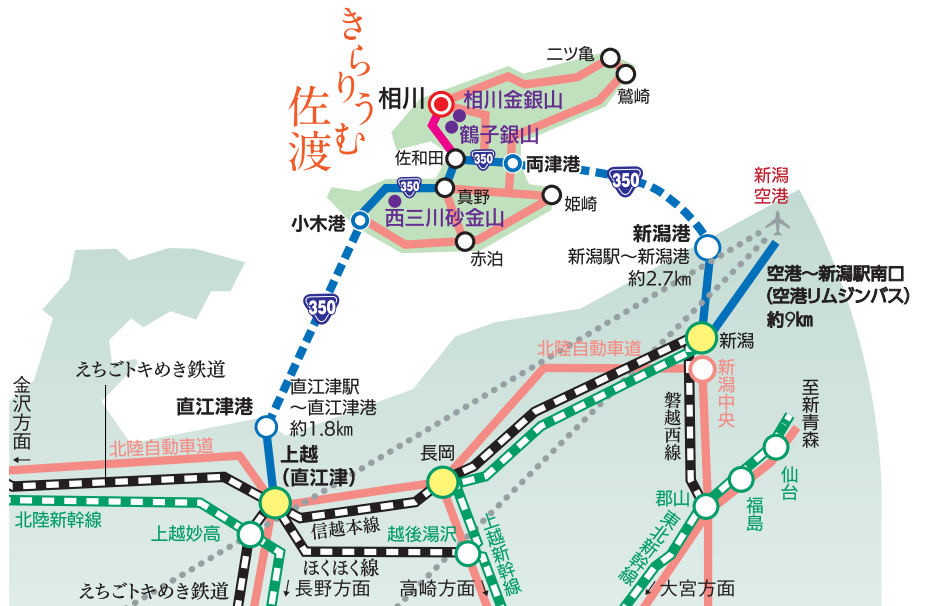 きらりうむ
佐渡
二ツ亀
鷲崎
相川
相川金銀山
鶴子銀山
佐和田
350
両津港
350
350
真野
姫崎
西三川砂金山
小木港
赤泊
新潟
空港
新潟港
新潟駅～新潟港
約2.7㎞
空港～新潟駅南口
（空港リムジンバス）
約9㎞
350
新潟
北陸自動車道
新潟中央
えちごトキめき鉄道
金沢方面←
直江津駅
～直江津港
約1.8㎞
直江津港
磐越西線
至新青森
北陸自動車道
上越
（直江津）
長岡
仙台
福島
郡山
北陸新幹線
上越妙高
信越本線
越後湯沢
上越新幹線
東北新幹線
ほくほく線
えちごトキめき鉄道
↓長野方面
高崎方面↓
↙大宮方面